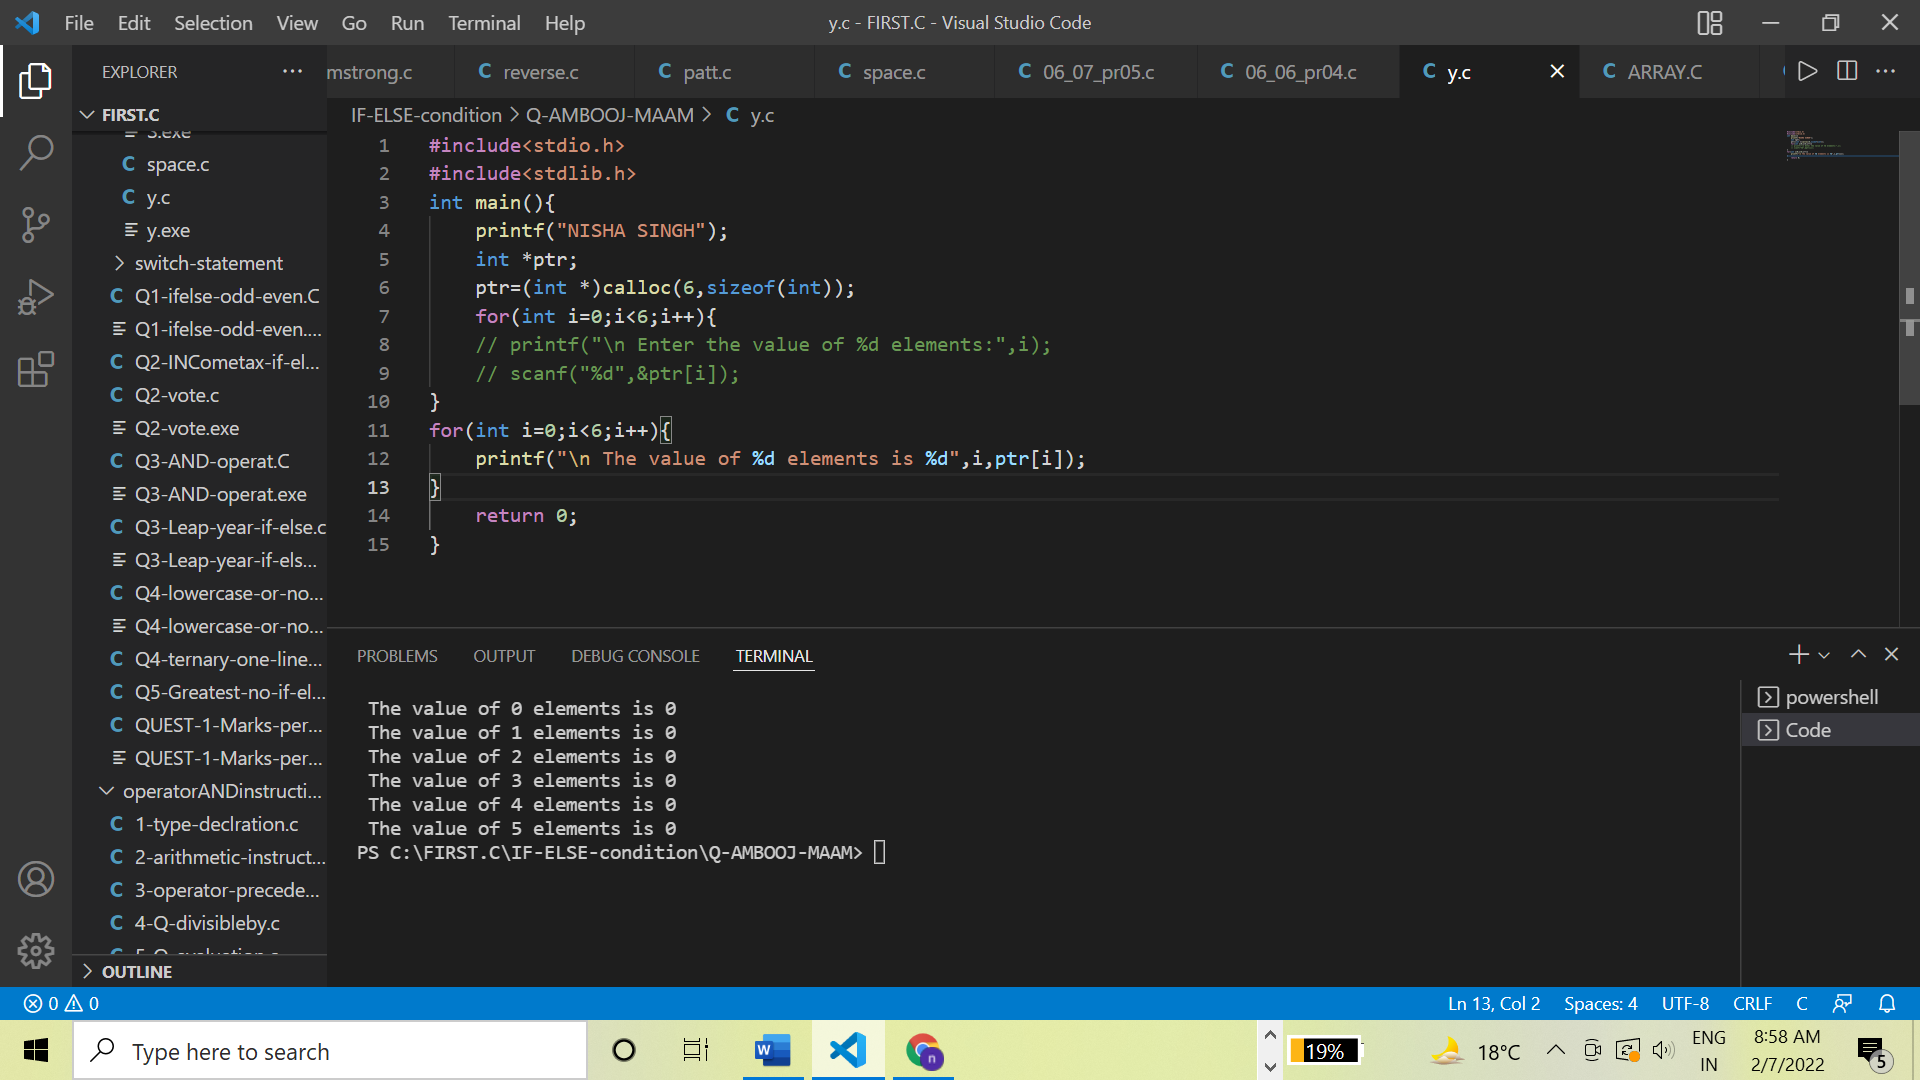 File Edit Selection View Go Run Terminal Help
y.c - FIRST.C - Visual Studio Code
EXPLORER
mstrong.c
C reverse.c
C patt.c
C space.c
C 06_07_pr05.c
C 06_06_pr04.c
C y.c
C ARRAY.C
FIRST.C
3.exe
C space.c
C y.c
y.exe
switch-statement
C Q1-ifelse-odd-even.C
Q1-ifelse-odd-even....
C Q2-INCometax-if-el...
C Q2-vote.c
Q2-vote.exe
C Q3-AND-operat.C
Q3-AND-operat.exe
C Q3-Leap-year-if-else.c
Q3-Leap-year-if-els...
C Q4-lowercase-or-no...
Q4-lowercase-or-no...
C Q4-ternary-one-line...
C Q5-Greatest-no-if-el...
C QUEST-1-Marks-per...
QUEST-1-Marks-per...
operatorANDinstructi...
C 1-type-declration.c
C 2-arithmetic-instruct...
C 3-operator-precede...
C 4-Q-divisibleby.c
OUTLINE
IF-ELSE-condition > Q-AMBOOJ-MAAM > C y.c
1 #include<stdio.h>
2 #include<stdlib.h>
3 int main(){
4 printf("NISHA SINGH");
5 int *ptr;
6 ptr=(int *)calloc(6,sizeof(int));
7 for(int i=0;i<6;i++){
8 // printf("\n Enter the value of %d elements:",i);
9 // scanf("%d",&ptr[i]);
10 }
11 for(int i=0;i<6;i++){
12 printf("\n The value of %d elements is %d",i,ptr[i]);
13 }
14 return 0;
15 }
PROBLEMS OUTPUT DEBUG CONSOLE TERMINAL
The value of 0 elements is 0
The value of 1 elements is 0
The value of 2 elements is 0
The value of 3 elements is 0
The value of 4 elements is 0
The value of 5 elements is 0
PS C:\FIRST.C\IF-ELSE-condition\Q-AMBOOJ-MAAM>
powershell
Code
0 0
Ln 13, Col 2 Spaces: 4 UTF-8 CRLF C
Type here to search
W
n
19%
18°C
ENG
IN
8:58 AM
2/7/2022
5